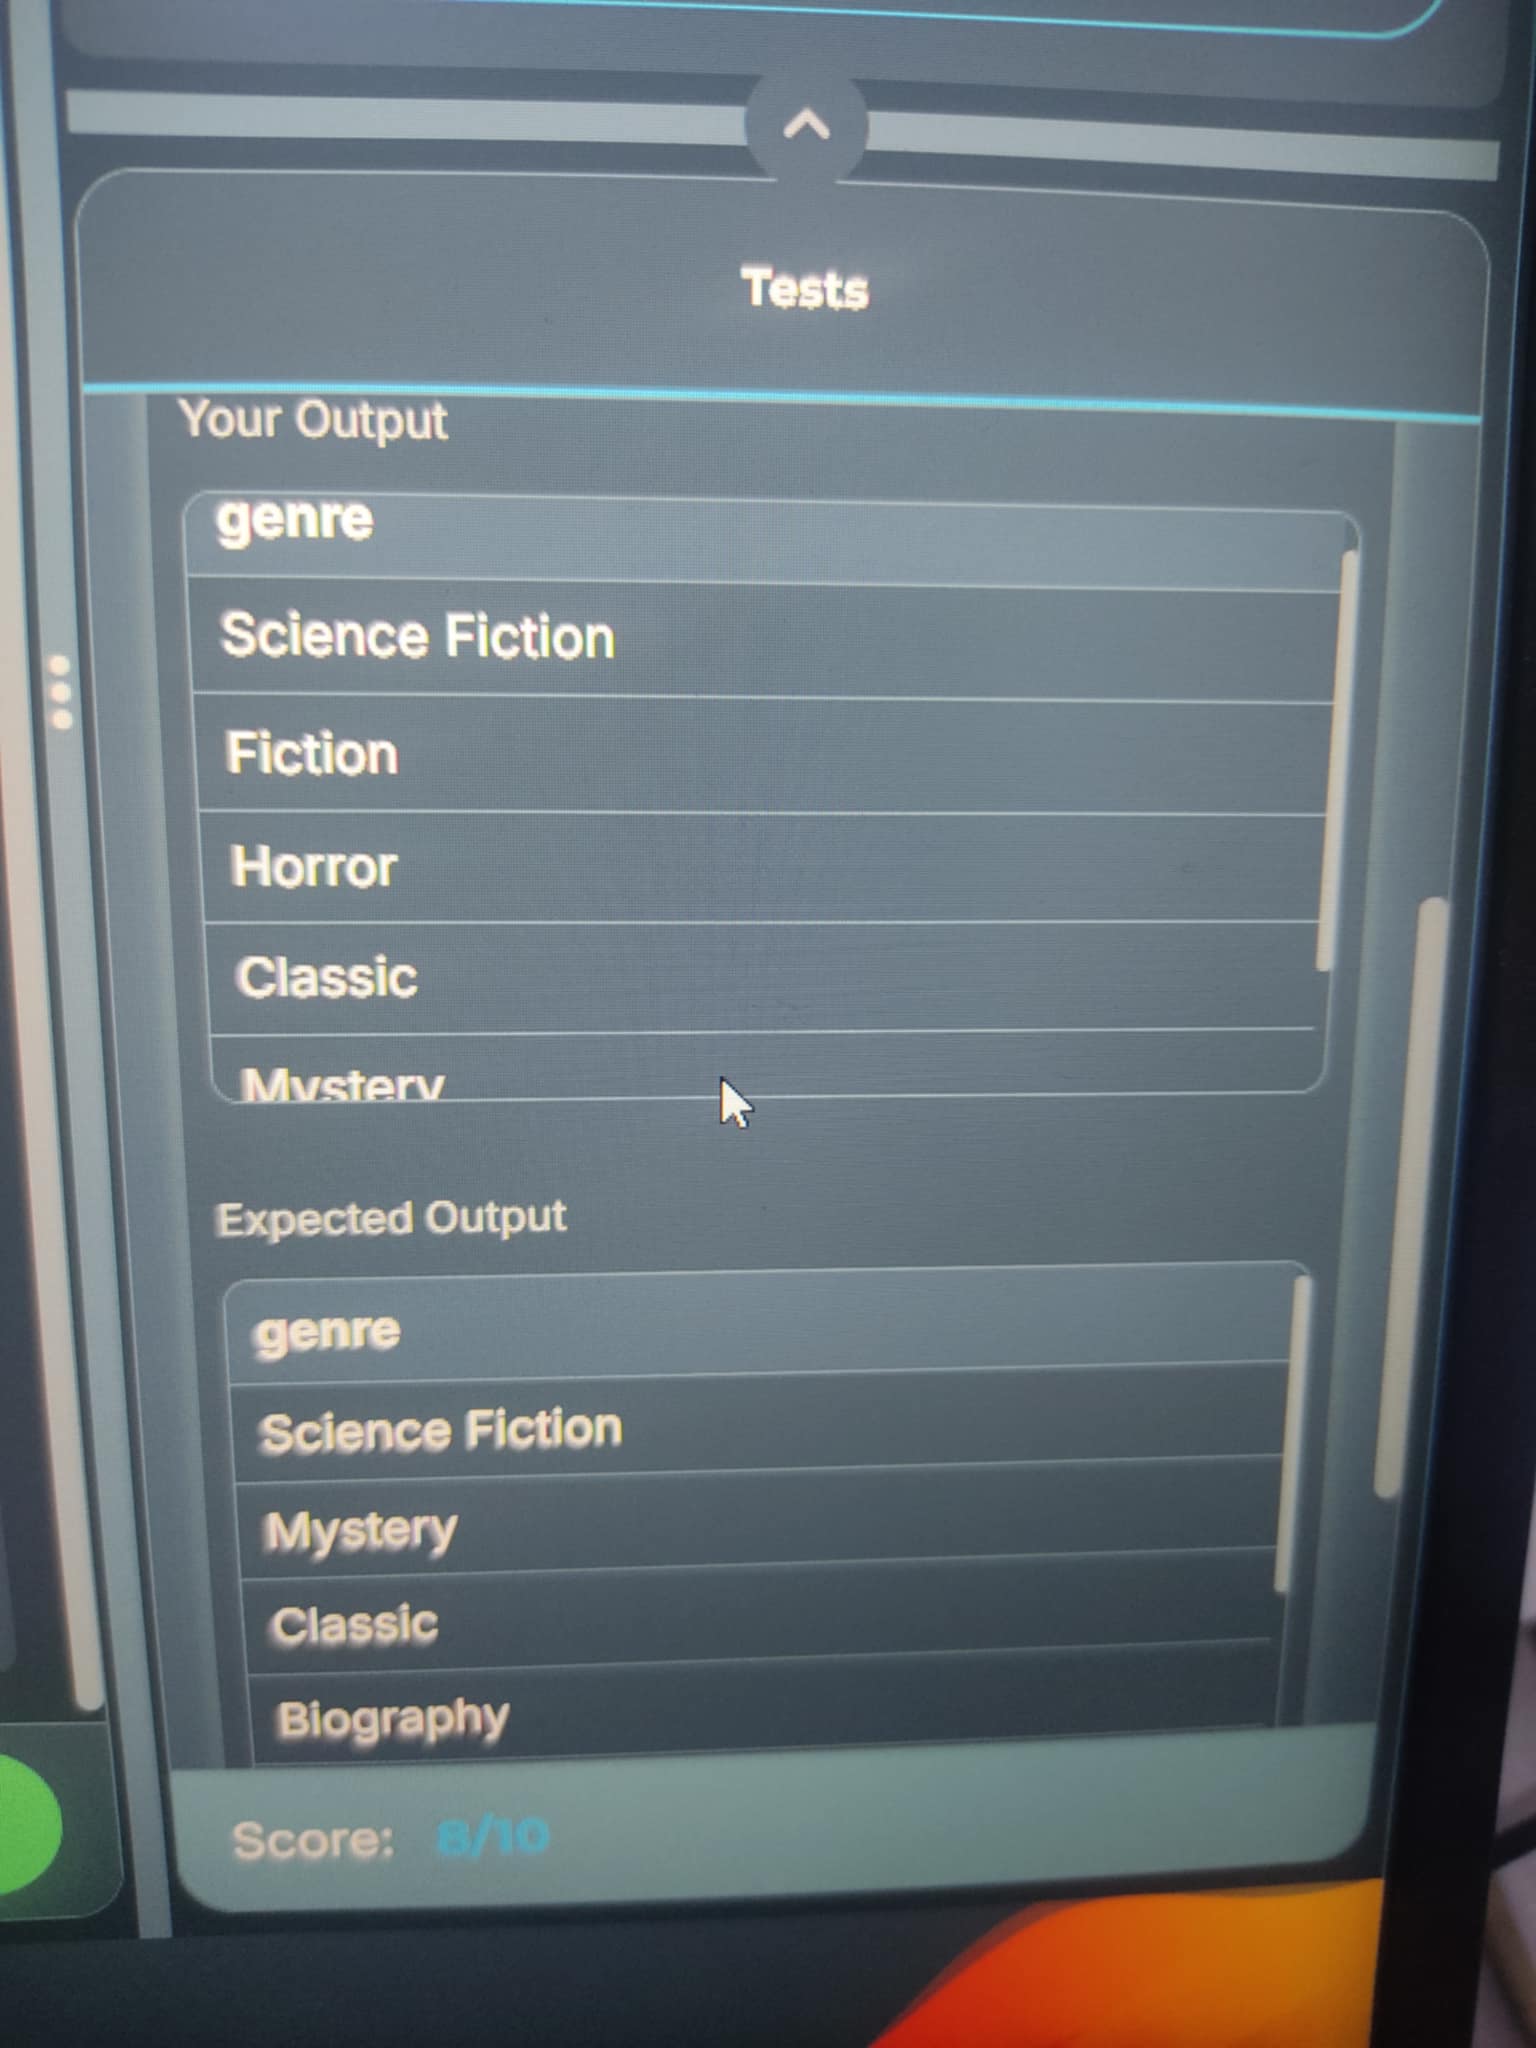 Tests
Your Output
genre
Science Fiction
Fiction
Horror
Classic
Mystery
Expected Output
genre
Science Fiction
Mystery
Classic
Biography
Score: 8/10